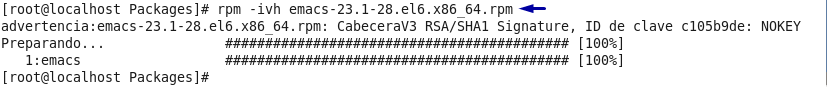 [root@localhost Packages]# rpm -ivh emacs-23.1-28.el6.x86_64.rpm
advertencia:emacs-23.1-28.el6.x86_64.rpm: CabeceraV3 RSA/SHA1 Signature, ID de clave c105b9de: NOKEY
Preparando... ########################################### [100%]
1:emacs ########################################### [100%]
[root@localhost Packages]#